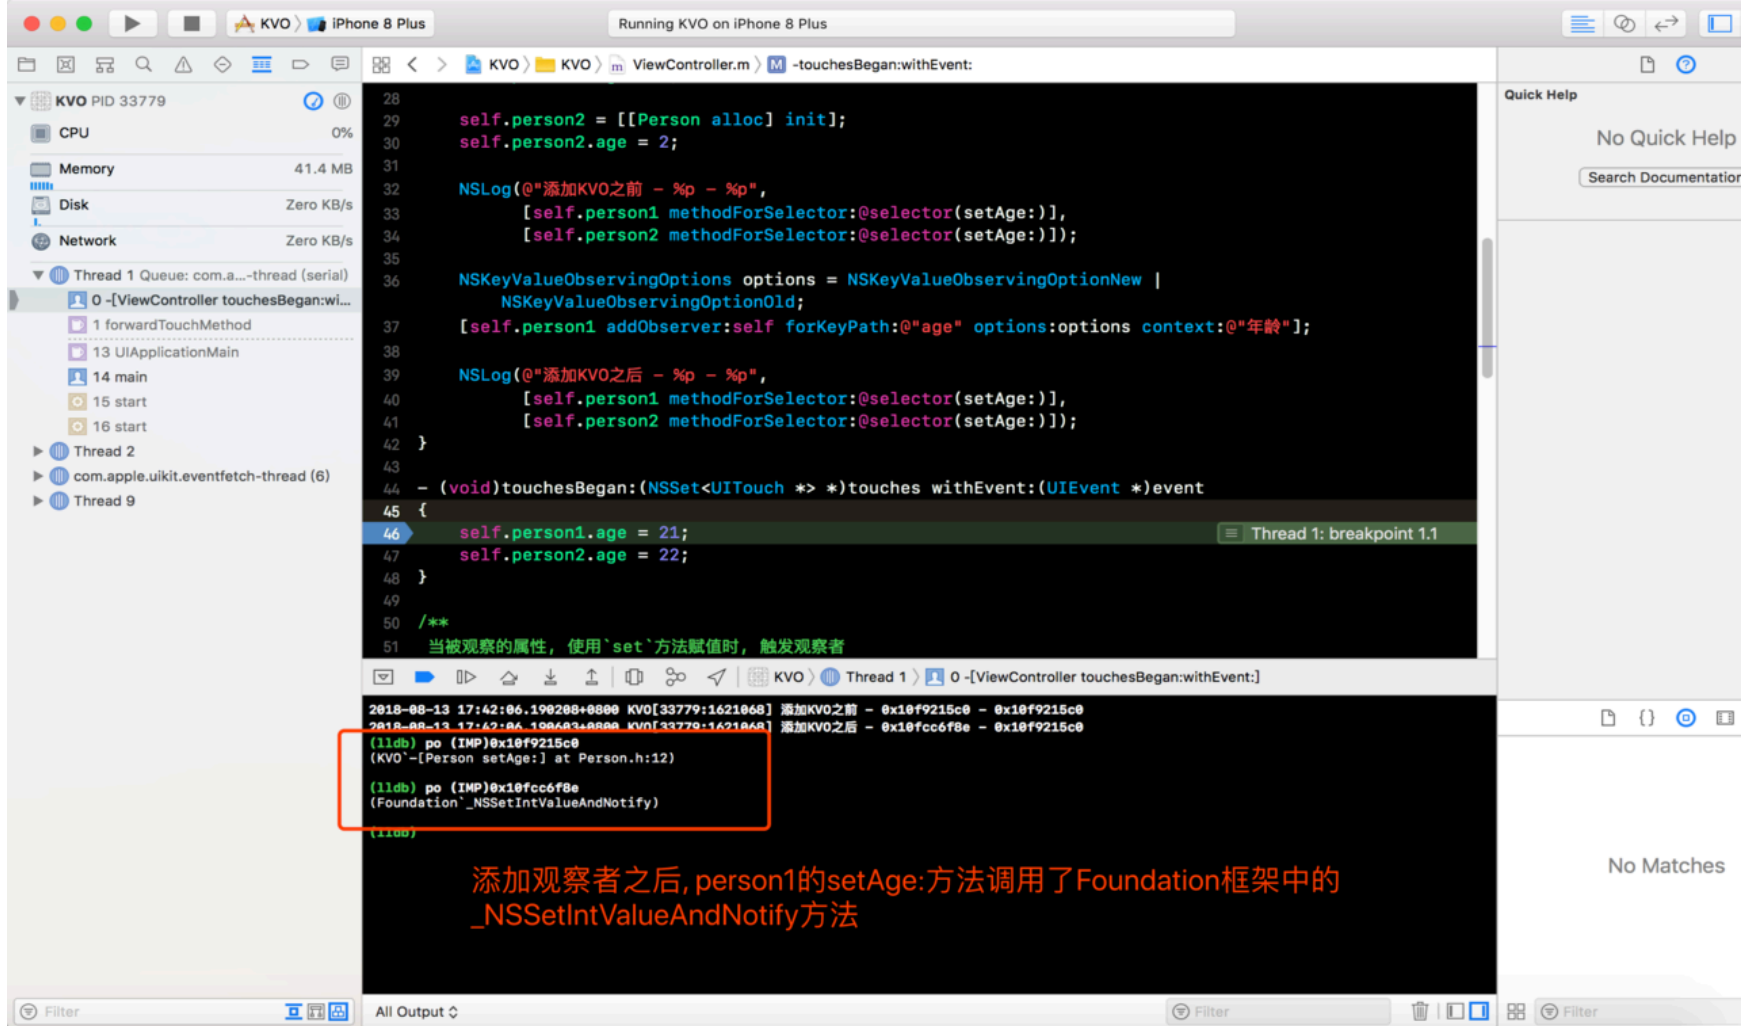 KVO 〉 iPhone 8 Plus
Running KVO on iPhone 8 Plus
KVO 〉 KVO 〉 m ViewController.m 〉 M -touchesBegan:withEvent:
KVO PID 33779
CPU 0%
Memory 41.4 MB
Disk Zero KB/s
Network Zero KB/s
Thread 1 Queue: com.a...-thread (serial)
0 -[ViewController touchesBegan:wi...
1 forwardTouchMethod
13 UIApplicationMain
14 main
15 start
16 start
Thread 2
com.apple.uikit.eventfetch-thread (6)
Thread 9
Filter
28
29 self.person2 = [[Person alloc] init];
30 self.person2.age = 2;
31
32 NSLog(@"添加KVO之前 - %p - %p",
33 [self.person1 methodForSelector:@selector(setAge:)],
34 [self.person2 methodForSelector:@selector(setAge:)]);
35
36 NSKeyValueObservingOptions options = NSKeyValueObservingOptionNew |
NSKeyValueObservingOptionOld;
37 [self.person1 addObserver:self forKeyPath:@"age" options:options context:@"年龄"];
38
39 NSLog(@"添加KVO之后 - %p - %p",
40 [self.person1 methodForSelector:@selector(setAge:)],
41 [self.person2 methodForSelector:@selector(setAge:)]);
42 }
43
44 - (void)touchesBegan:(NSSet<UITouch *> *)touches withEvent:(UIEvent *)event
45 {
46 self.person1.age = 21; Thread 1: breakpoint 1.1
47 self.person2.age = 22;
48 }
49
50 /**
51 当被观察的属性, 使用`set`方法赋值时, 触发观察者
KVO 〉 Thread 1 〉 0 -[ViewController touchesBegan:withEvent:]
2018-08-13 17:42:06.190208+0800 KVO[33779:1621068] 添加KVO之前 - 0x10f9215c0 - 0x10f9215c0
2018-08-13 17:42:06.190603+0800 KVO[33779:1621068] 添加KVO之后 - 0x10fcc6f8e - 0x10f9215c0
(lldb) po (IMP)0x10f9215c0
(KVO`-[Person setAge:] at Person.h:12)
(lldb) po (IMP)0x10fcc6f8e
(Foundation`_NSSetIntValueAndNotify)
(lldb)
添加观察者之后, person1的setAge:方法调用了Foundation框架中的
_NSSetIntValueAndNotify方法
All Output
Filter
Quick Help
No Quick Help
Search Documentation
{}
No Matches
Filter